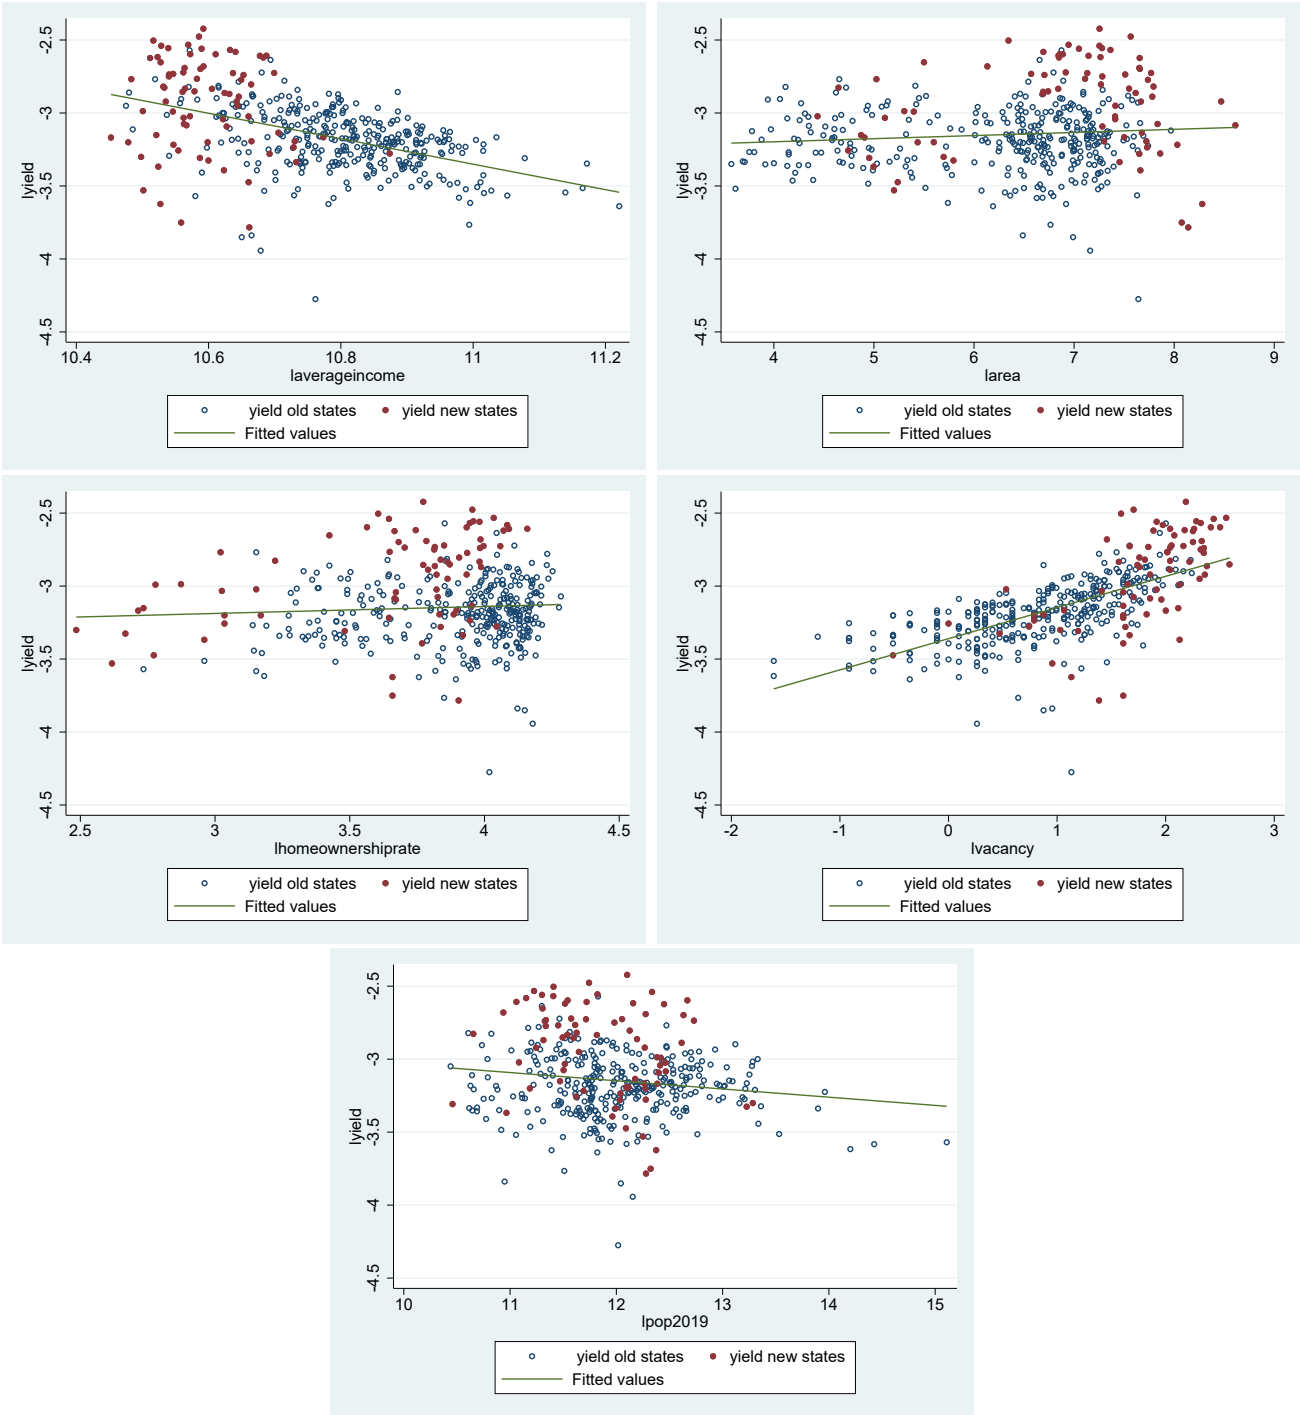 lyield
-2.5
-3
-3.5
-4
-4.5
10.4 10.6 10.8 11 11.2
laverageincome
yield old states yield new states
Fitted values
lyield
-2.5
-3
-3.5
-4
-4.5
4 5 6 7 8 9
larea
yield old states yield new states
Fitted values
lyield
-2.5
-3
-3.5
-4
-4.5
2.5 3 3.5 4 4.5
lhomeownershiprate
yield old states yield new states
Fitted values
lyield
-2.5
-3
-3.5
-4
-4.5
-2 -1 0 1 2 3
lvacancy
yield old states yield new states
Fitted values
lyield
-2.5
-3
-3.5
-4
-4.5
10 11 12 13 14 15
lpop2019
yield old states yield new states
Fitted values